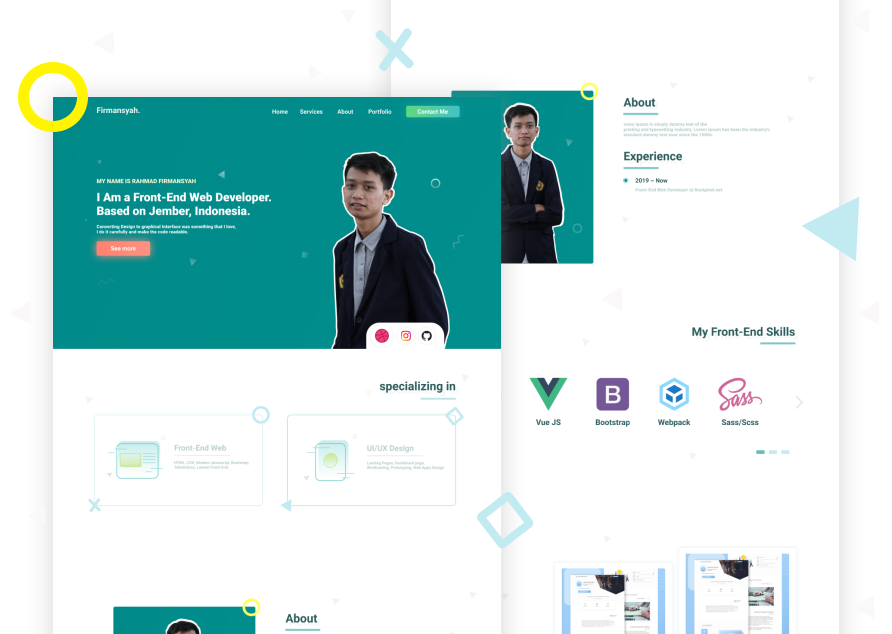 Firmansyah.
Home Services About Portfolio Contact Me
MY NAME IS RAHMAD FIRMANSYAH
I Am a Front-End Web Developer.
Based on Jember, Indonesia.
Converting Design to graphical Interface was something that I love,
I do it carefully and make the code readable.
See more
specializing in
Front-End Web
HTML, CSS, Modern Javascript, Bootstrap,
Tailwindcss, Laravel Front-End.
UI/UX Design
Landing Pages, Dashboard page,
Wireframing, Prototyping, Web Apps Design
About
About
Lorem Ipsum is simply dummy text of the
printing and typesetting industry. Lorem Ipsum has been the industry's
standard dummy text ever since the 1500s.
Experience
2019 – Now
Front-End Web Developer at
My Front-End Skills
B
Sass
Vue JS
Bootstrap
Webpack
Sass/Scss